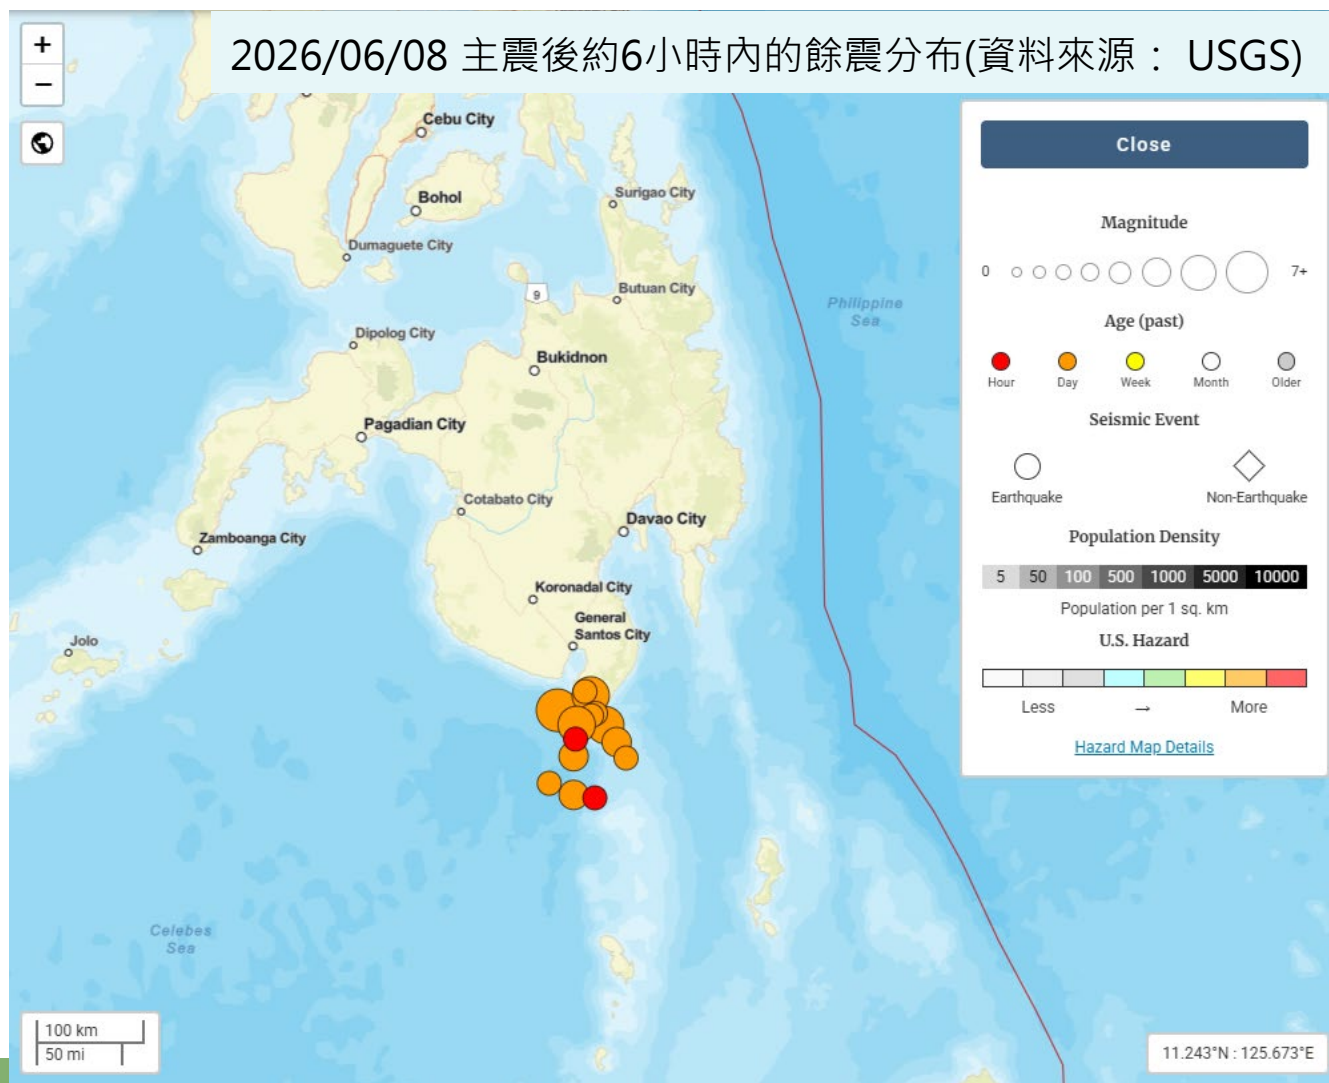 2026/06/08 主震後約6小時內的餘震分布(資料來源： USGS)
+
−
Cebu City
Bohol
Surigao City
Dumaguete City
9
Butuan City
Philippine
Sea
Dipolog City
Bukidnon
Pagadian City
Cotabato City
Davao City
Zamboanga City
Koronadal City
General
Santos City
Jolo
Celebes
Sea
100 km
50 mi
Close
Magnitude
0 7+
Age (past)
Hour Day Week Month Older
Seismic Event
Earthquake Non-Earthquake
Population Density
5 50 100 500 1000 5000 10000
Population per 1 sq. km
U.S. Hazard
Less → More
Hazard Map Details
11.243°N : 125.673°E